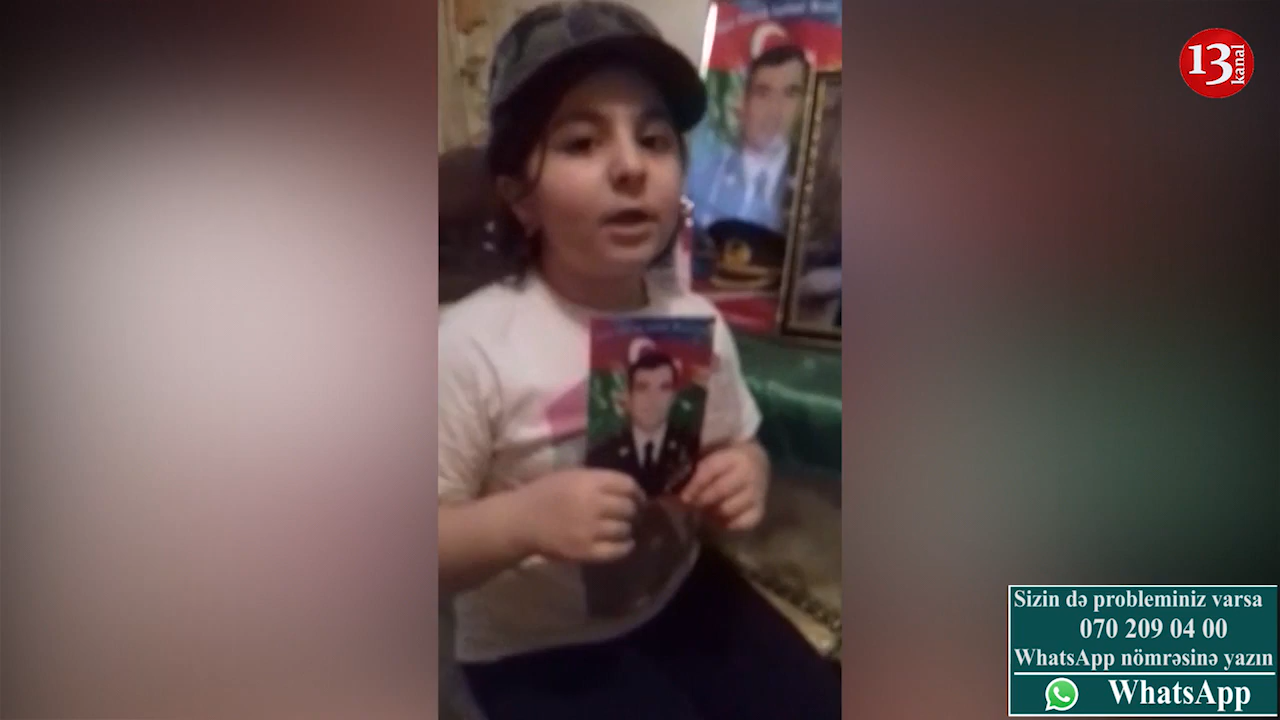 13
kanal
Sizin də probleminiz varsa
070 209 04 00
WhatsApp nömrəsinə yazın
WhatsApp